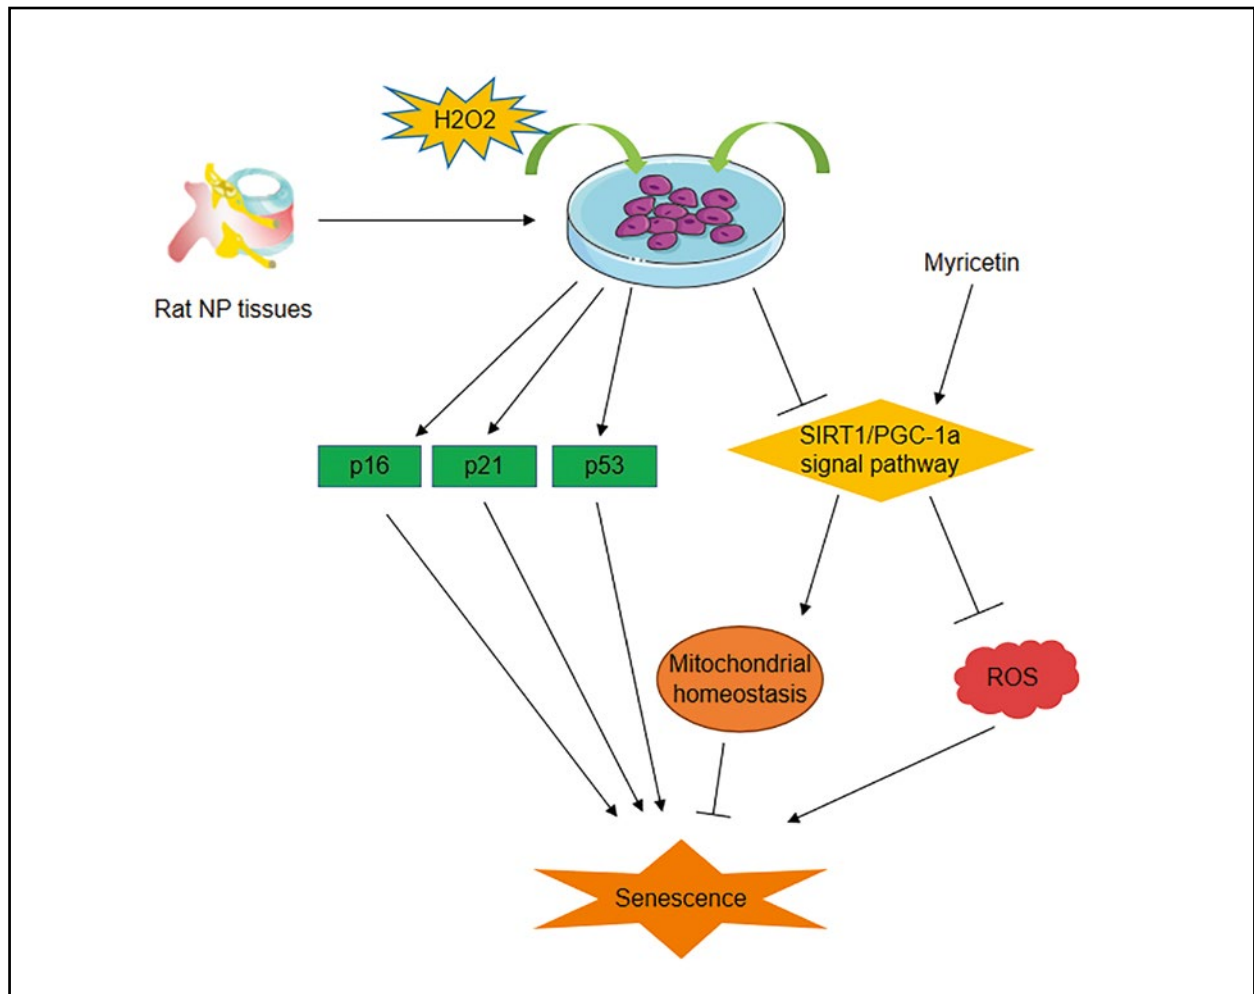 H2O2
Rat NP tissues
Myricetin
p16
p21
p53
SIRT1/PGC-1a
signal pathway
Mitochondrial
homeostasis
ROS
Senescence